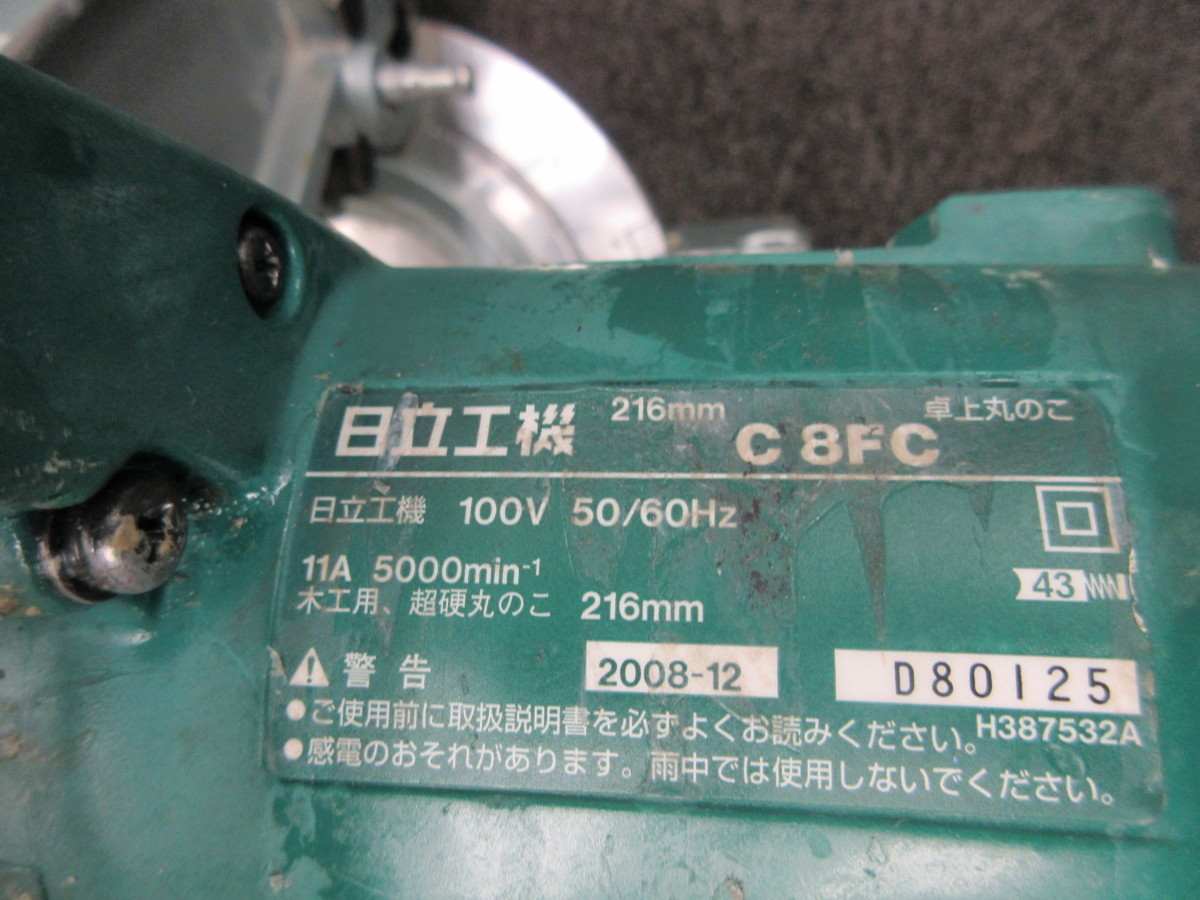 日立工機 216mm C 8FC 卓上丸のこ
日立工機 100V 50/60Hz
11A 5000min-1
43
木工用、超硬丸のこ 216mm
警告 2008-12 D80125
●ご使用前に取扱説明書を必ずよくお読みください。 H387532A
●感電のおそれがあります。雨中では使用しないでください。